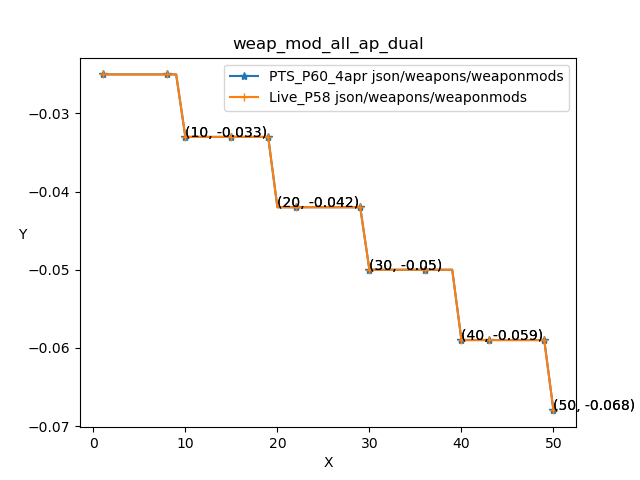 weap_mod_all_ap_dual
PTS_P60_4apr json/weapons/weaponmods
Live_P58 json/weapons/weaponmods
−0.03
(10, -0.033)
−0.04
(20, -0.042)
Y
−0.05
(30, -0.05)
−0.06
(40, -0.059)
−0.07
(50, -0.068)
0 10 20 30 40 50
X